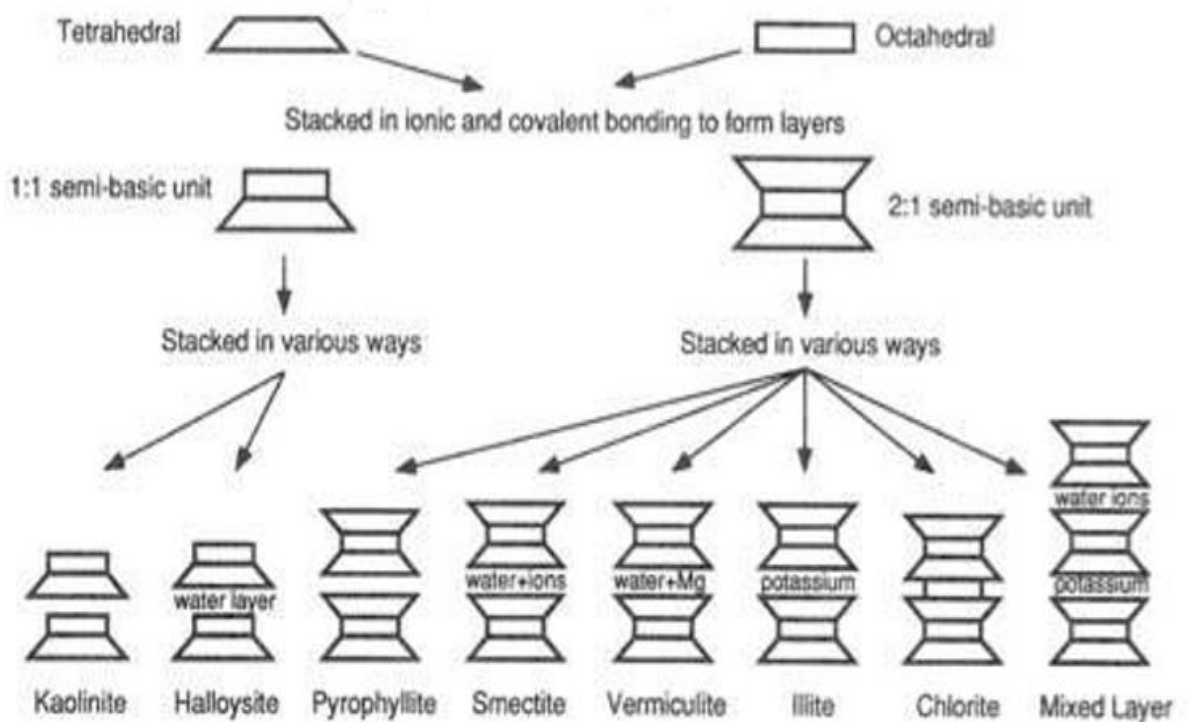 Tetrahedral
Octahedral
Stacked in ionic and covalent bonding to form layers
1:1 semi-basic unit
2:1 semi-basic unit
Stacked in various ways
Stacked in various ways
water ions
water layer
water+ions
water+Mg
potassium
potassium
Kaolinite
Halloysite
Pyrophyllite
Smectite
Vermiculite
Illite
Chlorite
Mixed Layer